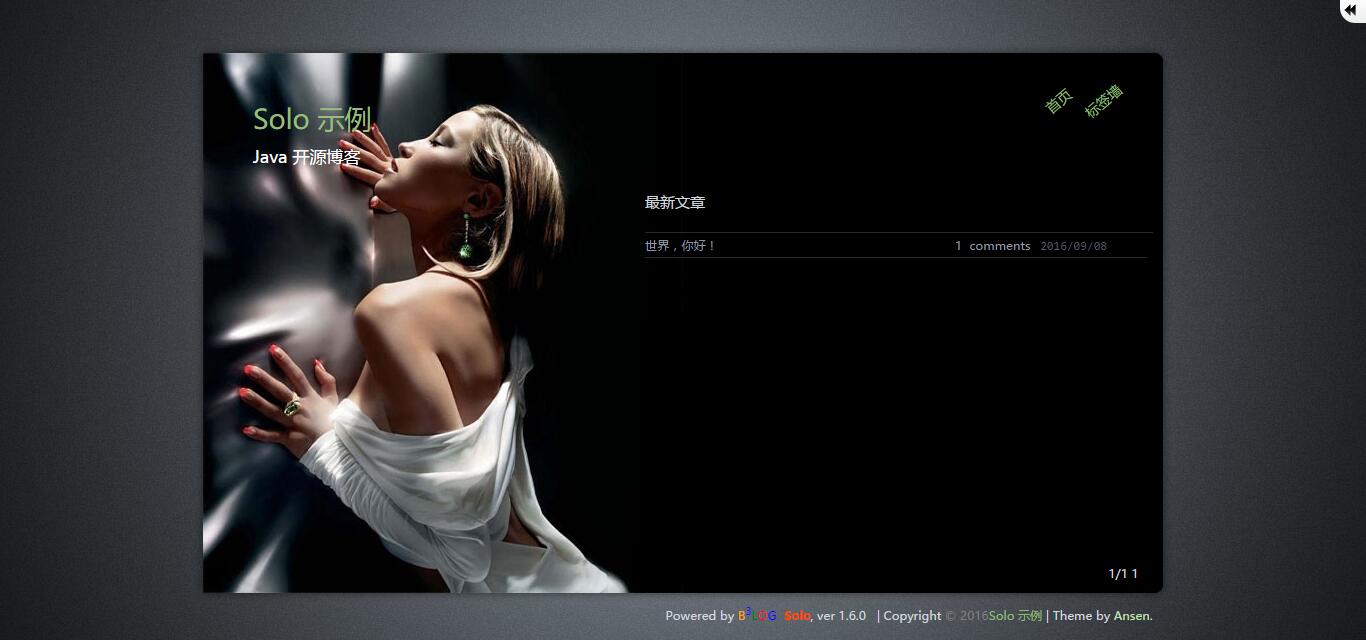 Solo 示例
Java 开源博客
首页 标签墙
最新文章
世界，你好！ 1 comments 2016/09/08
1/1 1
Powered by B3LOG Solo, ver 1.6.0 | Copyright © 2016Solo 示例 | Theme by Ansen.